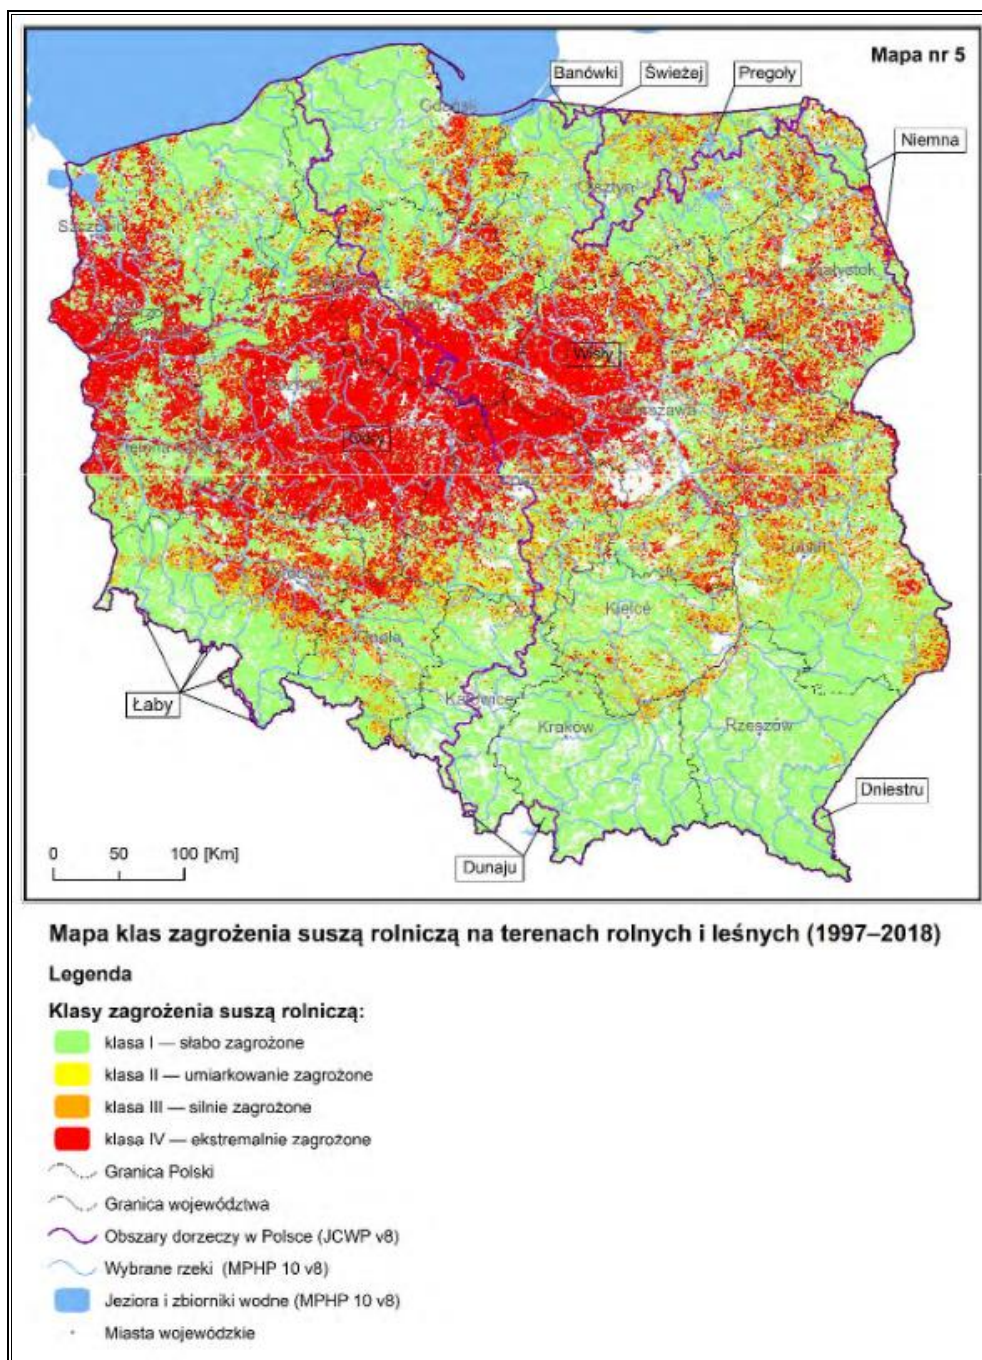 Mapa nr 5
Banówki
Świeżej
Pregoły
Niemna
Gdańsk
Olsztyn
Szczecin
Białystok
Wisły
Warszawa
Odry
Lublin
Kielce
Opole
Łaby
Katowice
Kraków
Rzeszów
Dniestru
Dunaju
0 50 100 [Km]
Mapa klas zagrożenia suszą rolniczą na terenach rolnych i leśnych (1997–2018)
Legenda
Klasy zagrożenia suszą rolniczą:
klasa I — słabo zagrożone
klasa II — umiarkowanie zagrożone
klasa III — silnie zagrożone
klasa IV — ekstremalnie zagrożone
Granica Polski
Granica województwa
Obszary dorzeczy w Polsce (JCWP v8)
Wybrane rzeki (MPHP 10 v8)
Jeziora i zbiorniki wodne (MPHP 10 v8)
Miasta wojewódzkie